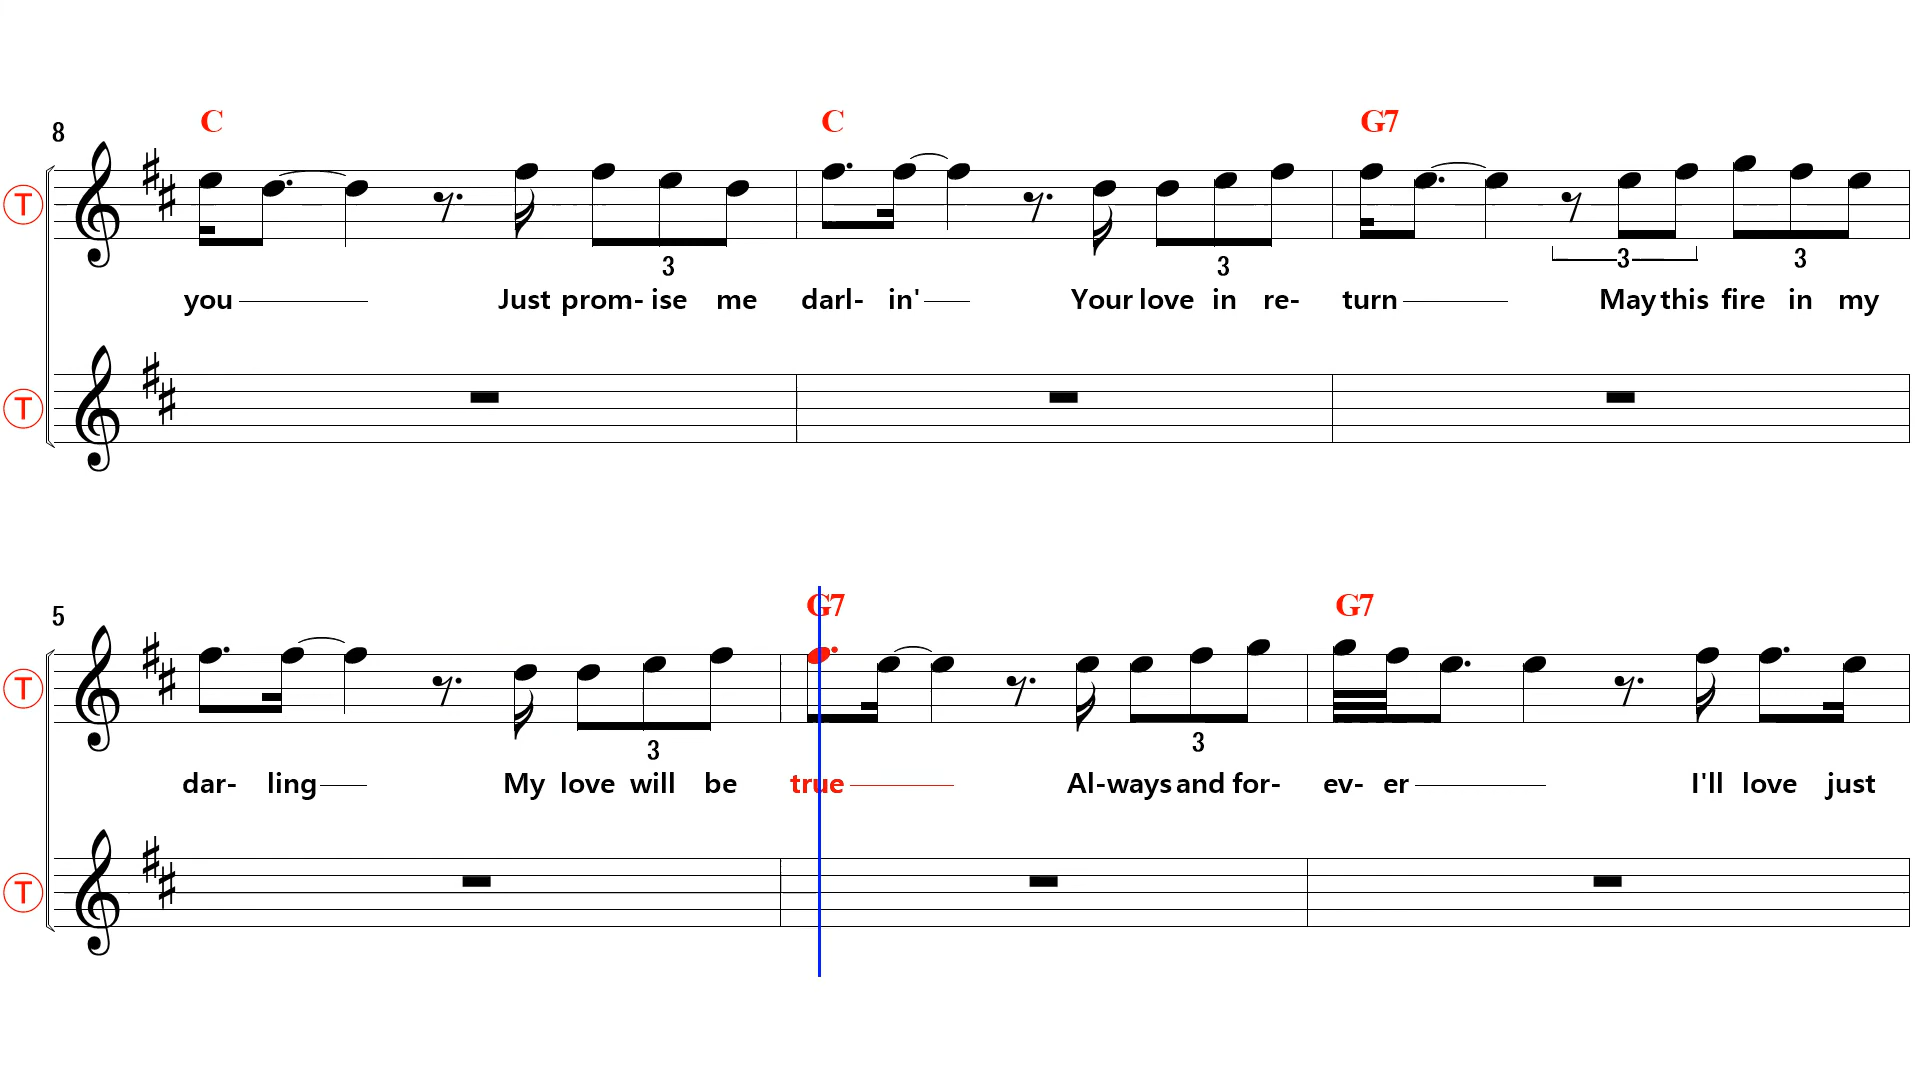 C C G7
8
T
3 3 3 3
you Just prom- ise me darl- in' Your love in re- turn May this fire in my
T
G7 G7
5
T
3 3
dar- ling My love will be true Al- ways and for- ev- er I'll love just
T